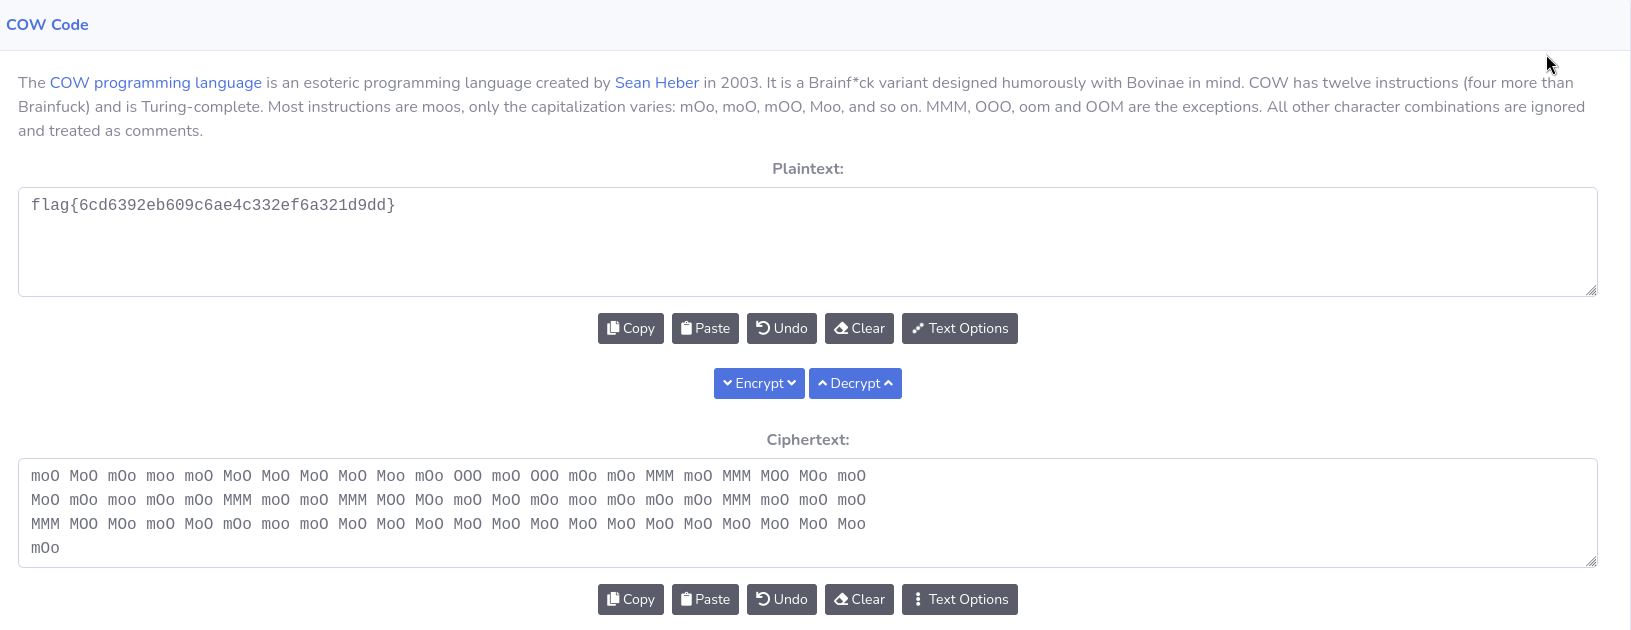 COW Code
The COW programming language is an esoteric programming language created by Sean Heber in 2003. It is a Brainf*ck variant designed humorously with Bovinae in mind. COW has twelve instructions (four more than
Brainfuck) and is Turing-complete. Most instructions are moos, only the capitalization varies: mOo, moO, mOO, Moo, and so on. MMM, OOO, oom and OOM are the exceptions. All other character combinations are ignored
and treated as comments.
Plaintext:
flag{6cd6392eb609c6ae4c332ef6a321d9dd}
Copy Paste Undo Clear Text Options
Encrypt Decrypt
Ciphertext:
moO MoO mOo moo moO MoO MoO MoO MoO Moo mOo OOO moO OOO mOo mOo MMM moO MMM MOO MOo moO
MoO mOo moo mOo mOo MMM moO moO MMM MOO MOo moO MoO mOo moo mOo mOo mOo MMM moO moO moO
MMM MOO MOo moO MoO mOo moo moO MoO MoO MoO MoO MoO MoO MoO MoO MoO MoO MoO MoO MoO Moo
mOo
Copy Paste Undo Clear Text Options